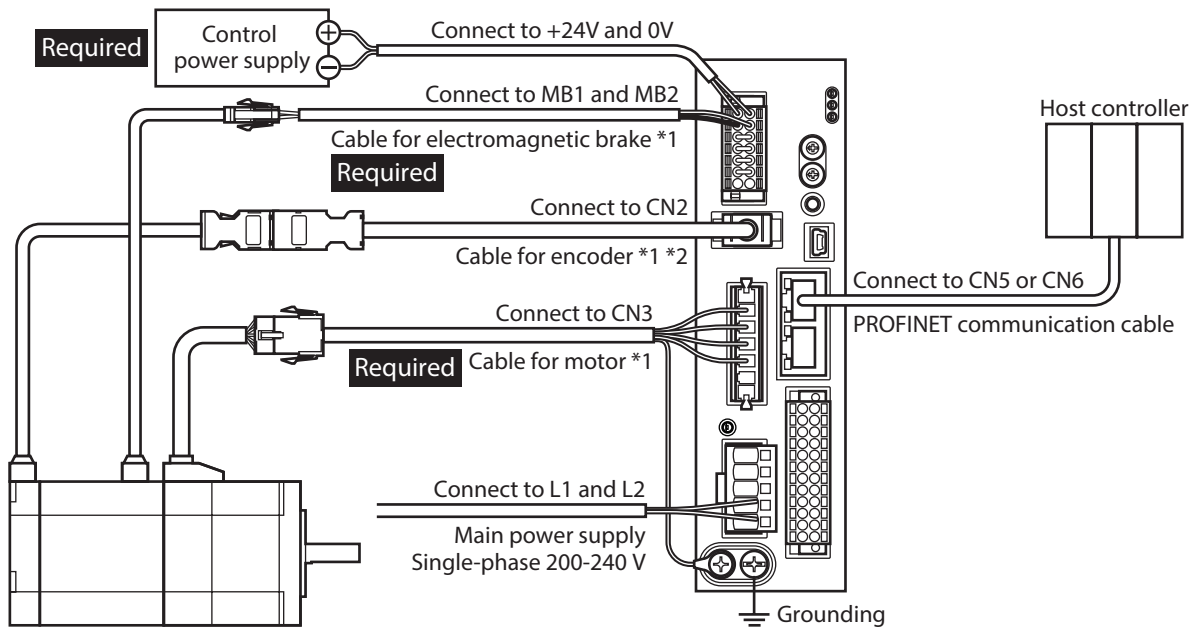 Required
Control
power supply
Connect to +24V and 0V
Connect to MB1 and MB2
Cable for electromagnetic brake *1
Required
Connect to CN2
Cable for encoder *1 *2
Connect to CN3
Required
Cable for motor *1
Connect to L1 and L2
Main power supply
Single-phase 200-240 V
Grounding
Host controller
Connect to CN5 or CN6
PROFINET communication cable